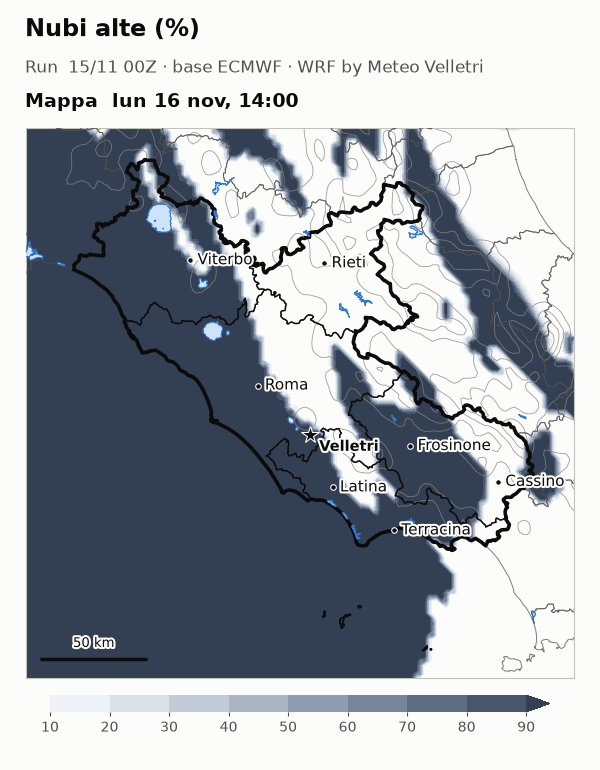 Nubi alte (%)
Run  15/11 00Z · base ECMWF · WRF by Meteo Velletri
Mappa  lun 16 nov, 14:00
Viterbo
Rieti
Roma
Velletri
Frosinone
Latina
Cassino
Terracina
50 km
10 20 30 40 50 60 70 80 90